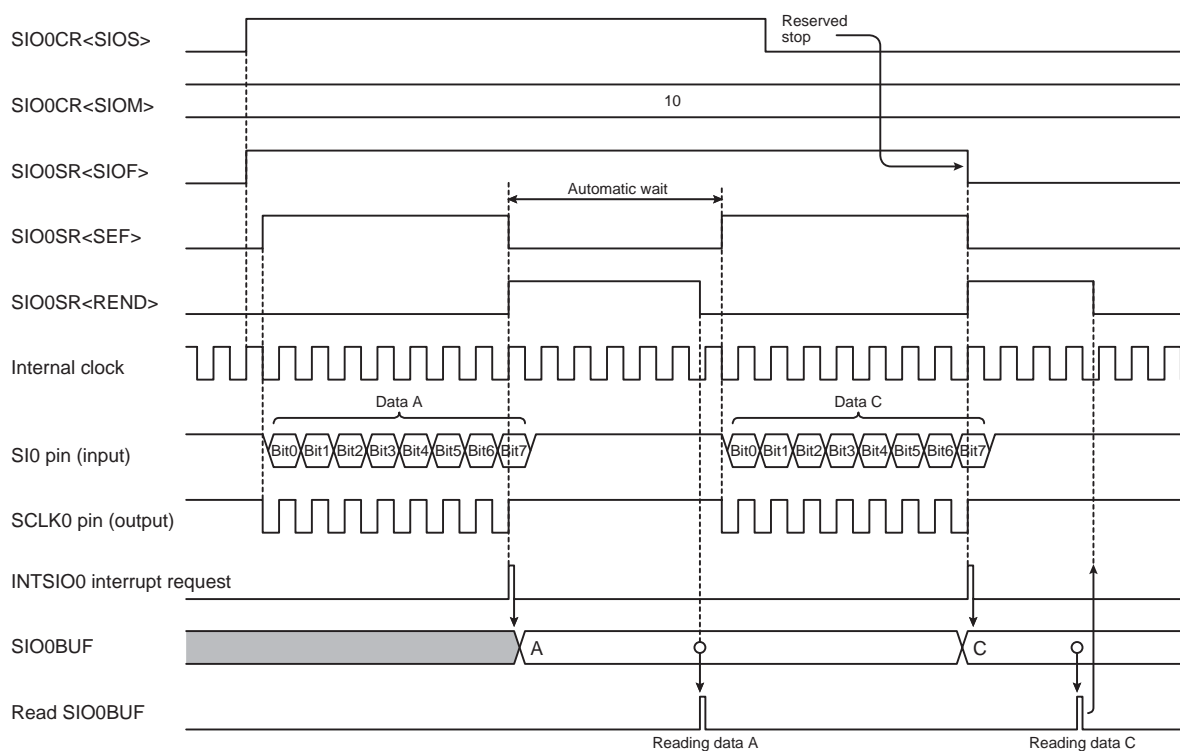 SIO0CR<SIOS>
Reserved
stop
SIO0CR<SIOM>
10
SIO0SR<SIOF>
Automatic wait
SIO0SR<SEF>
SIO0SR<REND>
Internal clock
Data A
Data C
SI0 pin (input)
Bit0 Bit1 Bit2 Bit3 Bit4 Bit5 Bit6 Bit7
Bit0 Bit1 Bit2 Bit3 Bit4 Bit5 Bit6 Bit7
SCLK0 pin (output)
INTSIO0 interrupt request
SIO0BUF
A
C
Read SIO0BUF
Reading data A
Reading data C